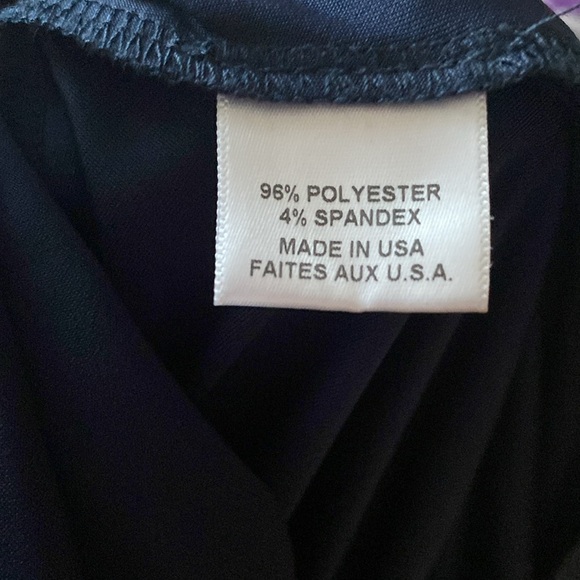 96% POLYESTER
4% SPANDEX
MADE IN USA
FAITES AUX U.S.A.